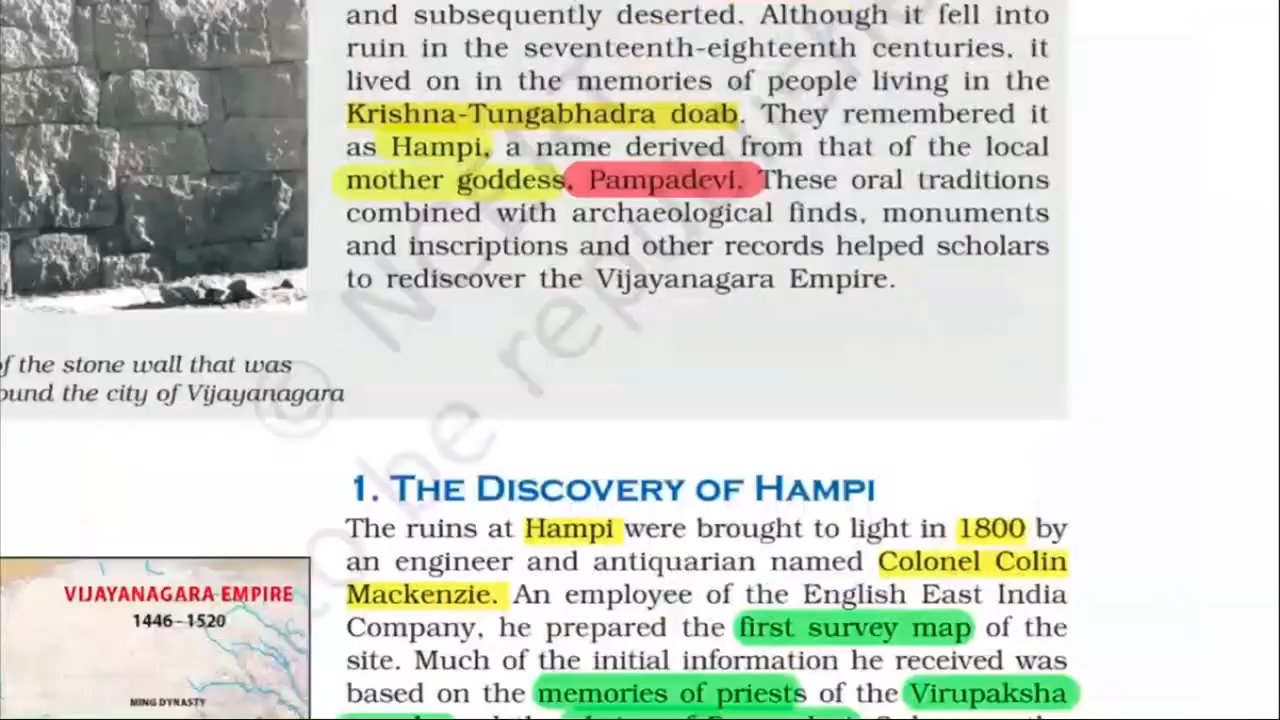 and subsequently deserted. Although it fell into
ruin in the seventeenth-eighteenth centuries, it
lived on in the memories of people living in the
Krishna-Tungabhadra doab. They remembered it
as Hampi, a name derived from that of the local
mother goddess, Pampadevi. These oral traditions
combined with archaeological finds, monuments
and inscriptions and other records helped scholars
to rediscover the Vijayanagara Empire.
of the stone wall that was
ound the city of Vijayanagara
1. THE DISCOVERY OF HAMPI
The ruins at Hampi were brought to light in 1800 by
an engineer and antiquarian named Colonel Colin
Mackenzie. An employee of the English East India
Company, he prepared the first survey map of the
site. Much of the initial information he received was
based on the memories of priests of the Virupaksha
VIJAYANAGARA EMPIRE
1446–1520
MING DYNASTY
to be republishe